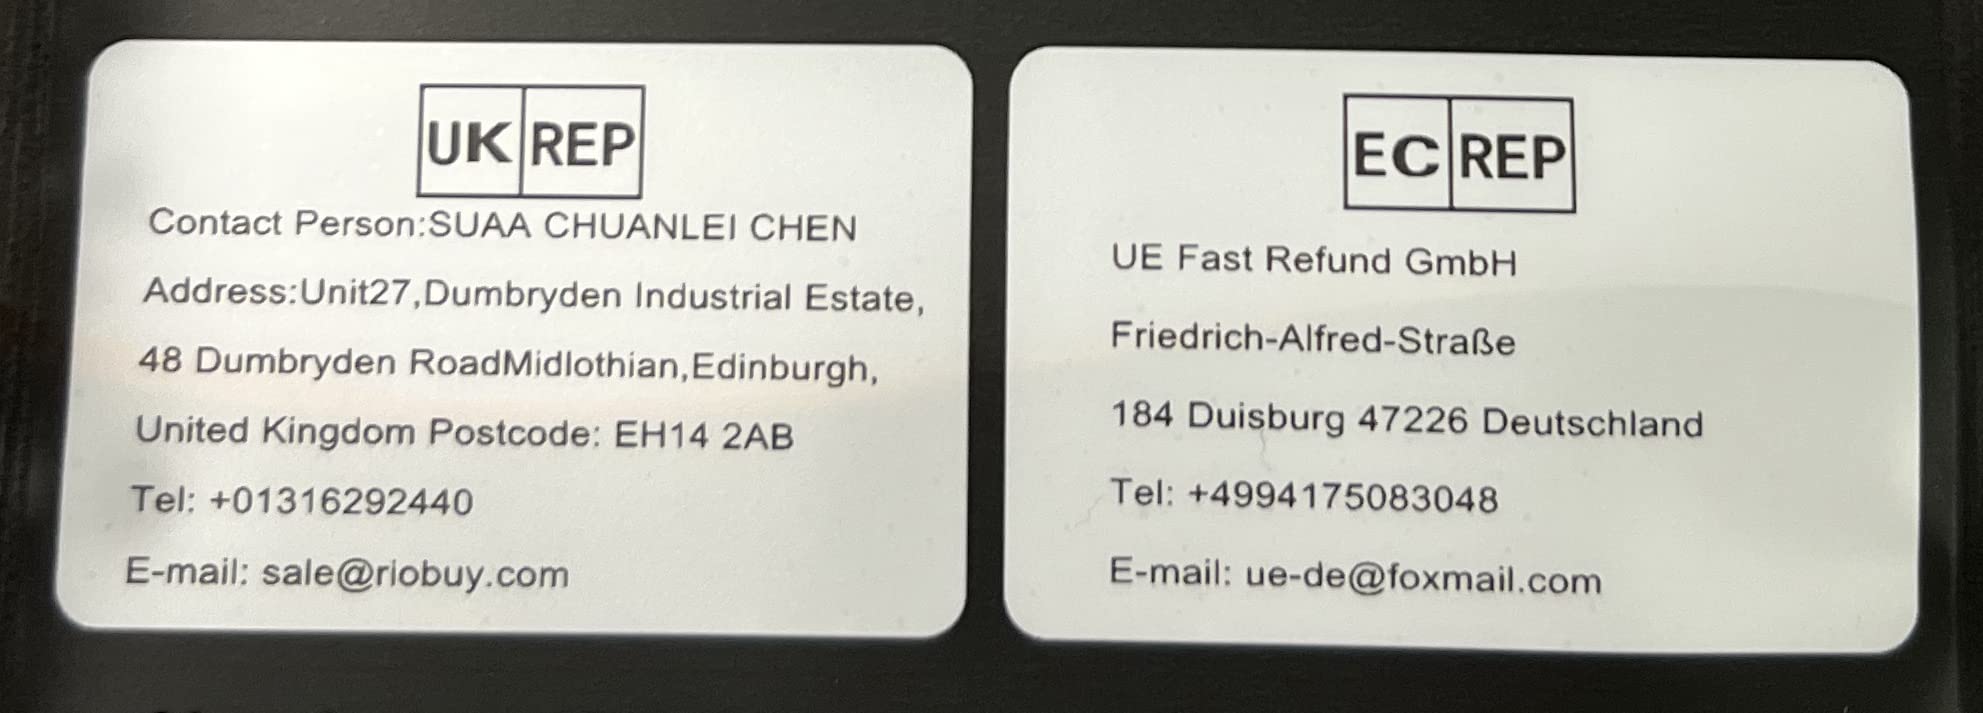 UK REP
Contact Person:SUAA CHUANLEI CHEN
Address:Unit27,Dumbryden Industrial Estate,
48 Dumbryden RoadMidlothian,Edinburgh,
United Kingdom Postcode: EH14 2AB
Tel: +01316292440
E-mail: sale@riobuy.com
EC REP
UE Fast Refund GmbH
Friedrich-Alfred-Straße
184 Duisburg 47226 Deutschland
Tel: +4994175083048
E-mail: ue-de@foxmail.com